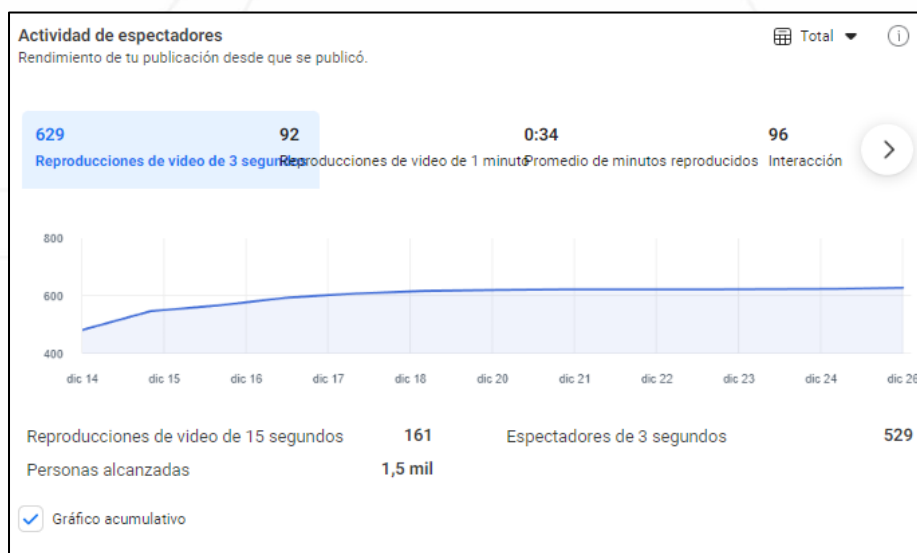 Actividad de espectadores
Total
Rendimiento de tu publicación desde que se publicó.
629 92 0:34 96
Reproducciones de video de 3 segundos Reproducciones de video de 1 minuto Promedio de minutos reproducidos Interacción
800
600
400
dic 14 dic 15 dic 16 dic 17 dic 18 dic 20 dic 21 dic 22 dic 23 dic 24 dic 26
Reproducciones de video de 15 segundos 161 Espectadores de 3 segundos 529
Personas alcanzadas 1,5 mil
Gráfico acumulativo